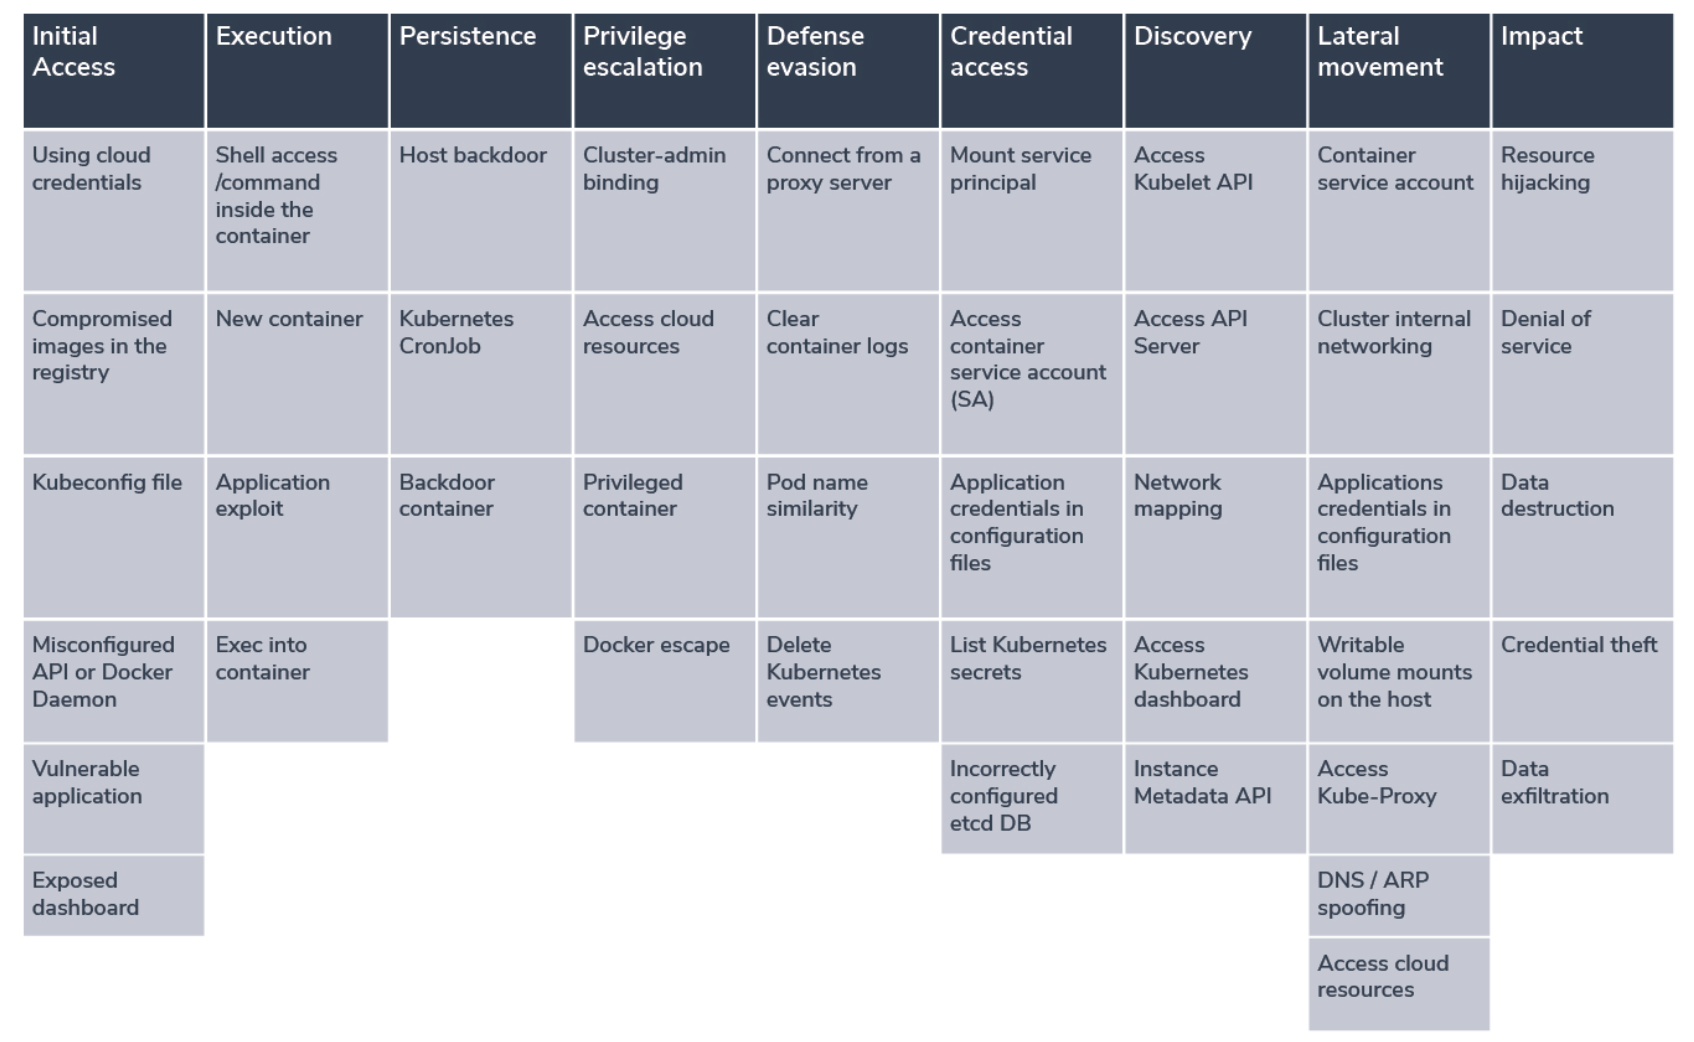 Initial
Access
Execution
Persistence
Privilege
escalation
Defense
evasion
Credential
access
Discovery
Lateral
movement
Impact
Using cloud
credentials
Shell access
/command
inside the
container
Host backdoor
Cluster-admin
binding
Connect from a
proxy server
Mount service
principal
Access
Kubelet API
Container
service account
Resource
hijacking
Compromised
images in the
registry
New container
Kubernetes
CronJob
Access cloud
resources
Clear
container logs
Access
container
service account
(SA)
Access API
Server
Cluster internal
networking
Denial of
service
Kubeconfig file
Application
exploit
Backdoor
container
Privileged
container
Pod name
similarity
Application
credentials in
configuration
files
Network
mapping
Applications
credentials in
configuration
files
Data
destruction
Misconfigured
API or Docker
Daemon
Exec into
container
Docker escape
Delete
Kubernetes
events
List Kubernetes
secrets
Access
Kubernetes
dashboard
Writable
volume mounts
on the host
Credential theft
Vulnerable
application
Incorrectly
configured
etcd DB
Instance
Metadata API
Access
Kube-Proxy
Data
exfiltration
Exposed
dashboard
DNS / ARP
spoofing
Access cloud
resources